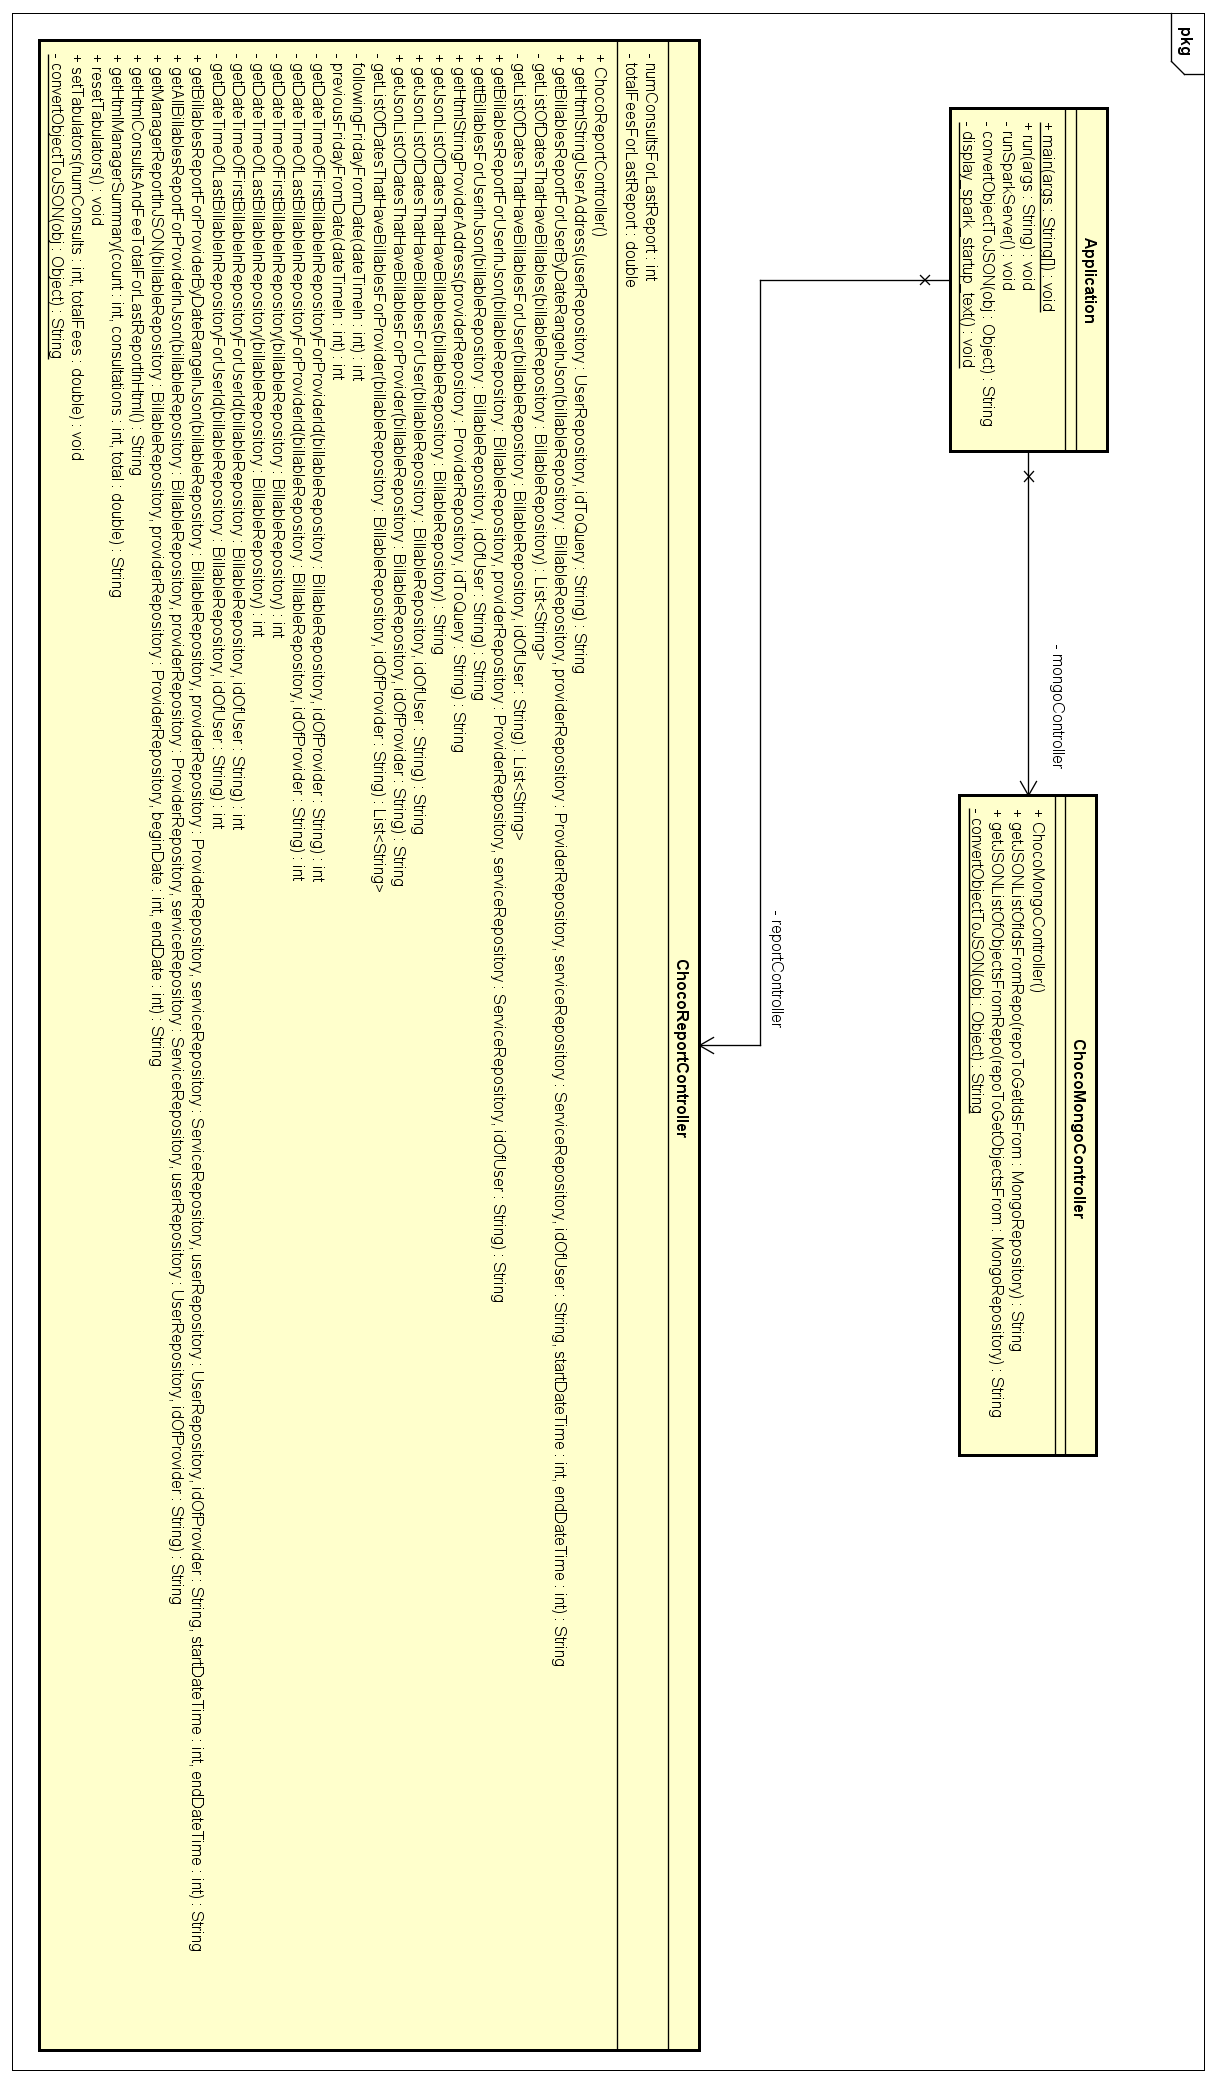 pkg
Application
+ main(args : String[]) : void
+ run(args : String) : void
- runSparkServer() : void
- convertObjectToJSON(obj : Object) : String
- display_spark_startup_text() : void
- mongoController
ChocoMongoController
+ ChocoMongoController()
+ getJSONListOfIdsFromRepo(repoToGetIdsFrom : MongoRepository) : String
+ getJSONListOfObjectsFromRepo(repoToGetObjectsFrom : MongoRepository) : String
- convertObjectToJSON(obj : Object) : String
- reportController
ChocoReportController
- numConsultsForLastReport : int
- totalFeesForLastReport : double
+ ChocoReportController()
+ getHtmlStringUserAddress(userRepository : UserRepository, idToQuery : String) : String
+ getBillablesReportForUserByDateRangeInJson(billableRepository : BillableRepository, providerRepository : ProviderRepository, serviceRepository : ServiceRepository, idOfUser : String, startDateTime : int, endDateTime : int) : String
- getListOfDatesThatHaveBillables(billableRepository : BillableRepository) : List<String>
- getListOfDatesThatHaveBillablesForUser(billableRepository : BillableRepository, idOfUser : String) : List<String>
+ getBillablesReportForUserInJson(billableRepository : BillableRepository, providerRepository : ProviderRepository, serviceRepository : ServiceRepository, idOfUser : String) : String
+ gettBillablesForUserInJson(billableRepository : BillableRepository, idOfUser : String) : String
+ getHtmlStringProviderAddress(providerRepository : ProviderRepository, idToQuery : String) : String
+ getJsonListOfDatesThatHaveBillables(billableRepository : BillableRepository) : String
+ getJsonListOfDatesThatHaveBillablesForUser(billableRepository : BillableRepository, idOfUser : String) : String
+ getJsonListOfDatesThatHaveBillablesForProvider(billableRepository : BillableRepository, idOfProvider : String) : String
- getListOfDatesThatHaveBillablesForProvider(billableRepository : BillableRepository, idOfProvider : String) : List<String>
- followingFridayFromDate(dateTimeIn : int) : int
- previousFridayFromDate(dateTimeIn : int) : int
- getDateTimeOfFirstBillableInRepositoryForProviderId(billableRepository : BillableRepository, idOfProvider : String) : int
- getDateTimeOfLastBillableInRepositoryForProviderId(billableRepository : BillableRepository, idOfProvider : String) : int
- getDateTimeOfFirstBillableInRepository(billableRepository : BillableRepository) : int
- getDateTimeOfLastBillableInRepository(billableRepository : BillableRepository) : int
- getDateTimeOfFirstBillableInRepositoryForUserId(billableRepository : BillableRepository, idOfUser : String) : int
- getDateTimeOfLastBillableInRepositoryForUserId(billableRepository : BillableRepository, idOfUser : String) : int
+ getBillablesReportForProviderByDateRangeInJson(billableRepository : BillableRepository, providerRepository : ProviderRepository, serviceRepository : ServiceRepository, userRepository : UserRepository, idOfProvider : String, startDateTime : int, endDateTime : int) : String
+ getAllBillablesReportForProviderInJson(billableRepository : BillableRepository, providerRepository : ProviderRepository, serviceRepository : ServiceRepository, userRepository : UserRepository, idOfProvider : String) : String
+ getManagerReportInJSON(billableRepository : BillableRepository, providerRepository : ProviderRepository, beginDate : int, endDate : int) : String
+ getHtmlConsultsAndFeeTotalForLastReportInHtml() : String
+ getHtmlManagerSummary(count : int, consultations : int, total : double) : String
+ resetTabulators() : void
+ setTabulators(numConsults : int, totalFees : double) : void
- convertObjectToJSON(obj : Object) : String